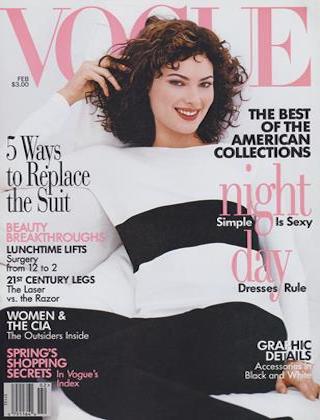 VOGUE
FEB
$3.00
THE BEST
OF THE
AMERICAN
COLLECTIONS
5 Ways
to Replace
the Suit
night
Simple Is Sexy
day
Dresses Rule
BEAUTY
BREAKTHROUGHS
LUNCHTIME LIFTS
Surgery
from 12 to 2
21ST CENTURY LEGS
The Laser
vs. the Razor
WOMEN &
THE CIA
The Outsiders Inside
SPRING'S
SHOPPING
SECRETS In Vogue's
Index
GRAPHIC
DETAILS
Accessories in
Black and White